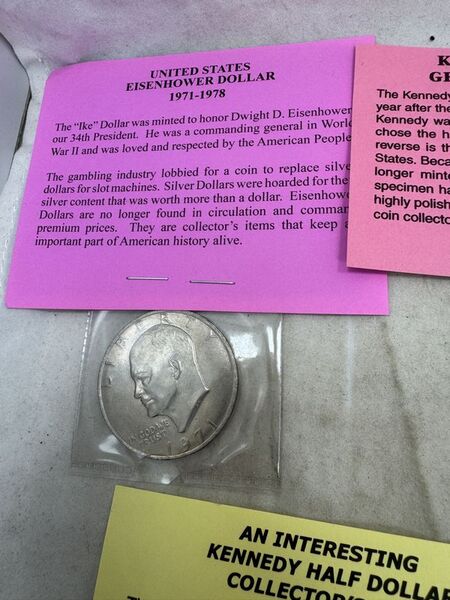 UNITED STATES
EISENHOWER DOLLAR
1971-1978
The "Ike" Dollar was minted to honor Dwight D. Eisenhower
our 34th President. He was a commanding general in World
War II and was loved and respected by the American People
The gambling industry lobbied for a coin to replace silve
dollars for slot machines. Silver Dollars were hoarded for the
silver content that was worth more than a dollar. Eisenhowe
Dollars are no longer found in circulation and comman
premium prices. They are collector's items that keep a
important part of American history alive.
K
GE
The Kennedy
year after the
Kennedy wa
chose the h
reverse is th
States. Beca
longer minte
specimen ha
highly polish
coin collecto
LIBERTY
IN GOD WE
TRUST
1971
AN INTERESTING
KENNEDY HALF DOLLAR
COLLECTOR'S